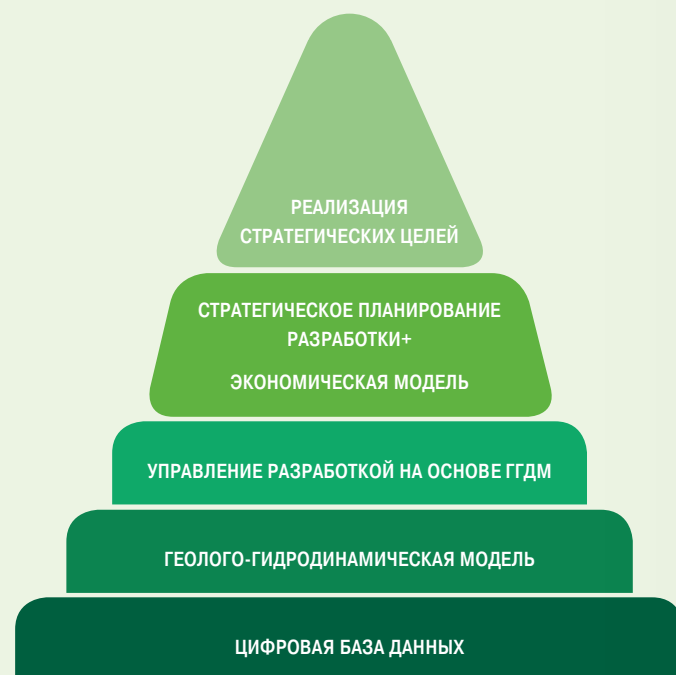 РЕАЛИЗАЦИЯ
СТРАТЕГИЧЕСКИХ ЦЕЛЕЙ
СТРАТЕГИЧЕСКОЕ ПЛАНИРОВАНИЕ
РАЗРАБОТКИ+
ЭКОНОМИЧЕСКАЯ МОДЕЛЬ
УПРАВЛЕНИЕ РАЗРАБОТКОЙ НА ОСНОВЕ ГГДМ
ГЕОЛОГО-ГИДРОДИНАМИЧЕСКАЯ МОДЕЛЬ
ЦИФРОВАЯ БАЗА ДАННЫХ